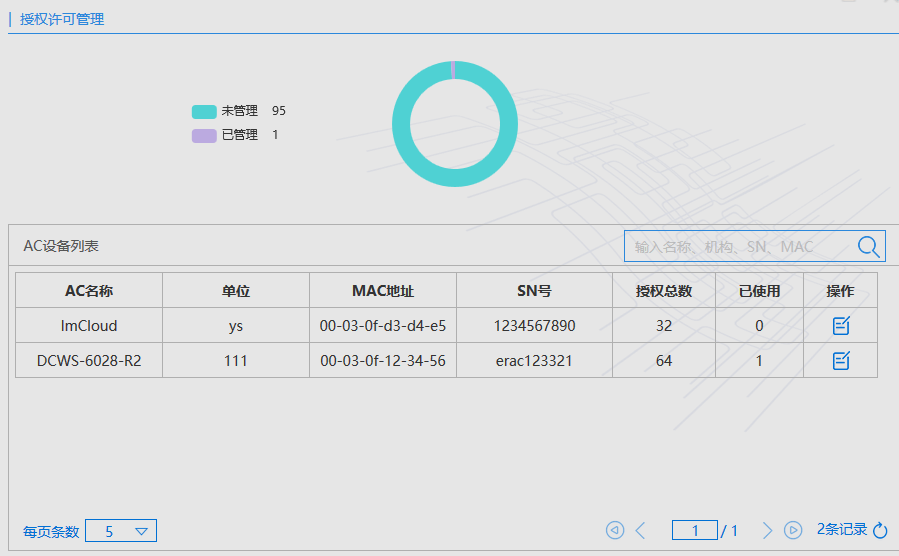 授权许可管理
未管理 95
已管理 1
AC设备列表
输入名称、机构、SN、MAC
AC名称 单位 MAC地址 SN号 授权总数 已使用 操作
ImCloud ys 00-03-0f-d3-d4-e5 1234567890 32 0
DCWS-6028-R2 111 00-03-0f-12-34-56 erac123321 64 1
每页条数 5 1 / 1 2条记录